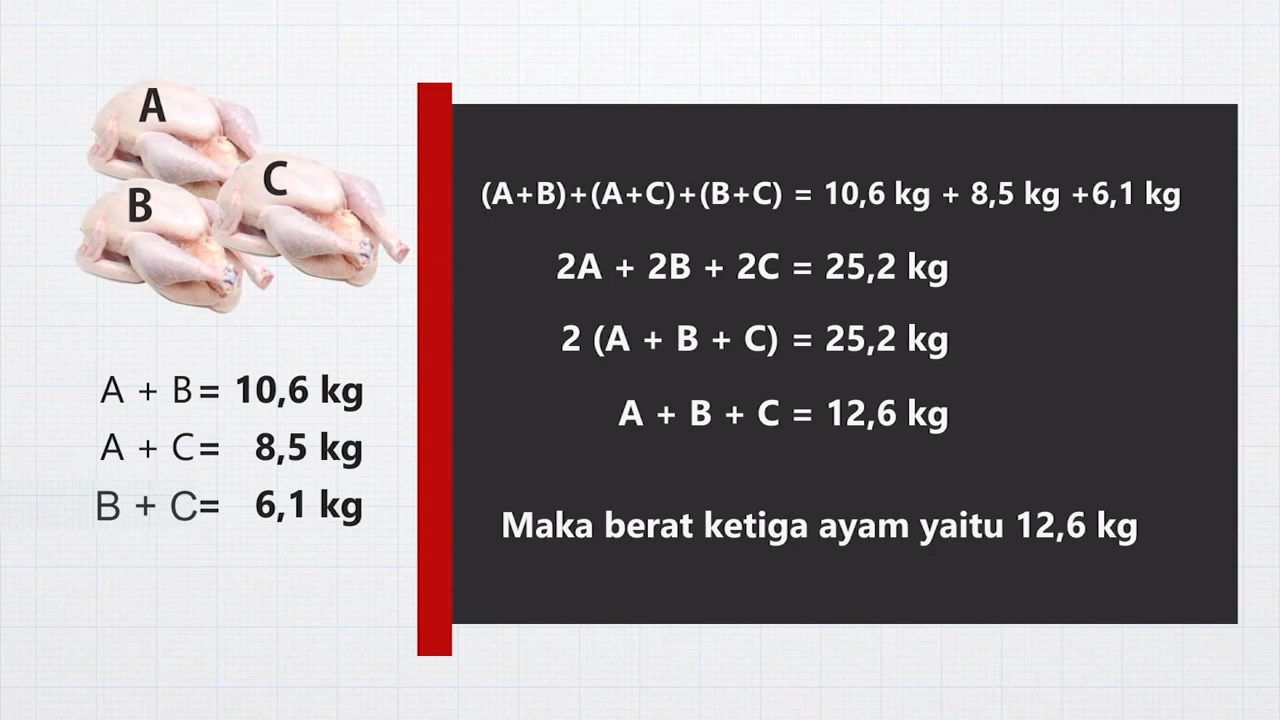 A
C
B
A + B = 10,6 kg
A + C = 8,5 kg
B + C = 6,1 kg
(A+B)+(A+C)+(B+C) = 10,6 kg + 8,5 kg +6,1 kg
2A + 2B + 2C = 25,2 kg
2 (A + B + C) = 25,2 kg
A + B + C = 12,6 kg
Maka berat ketiga ayam yaitu 12,6 kg